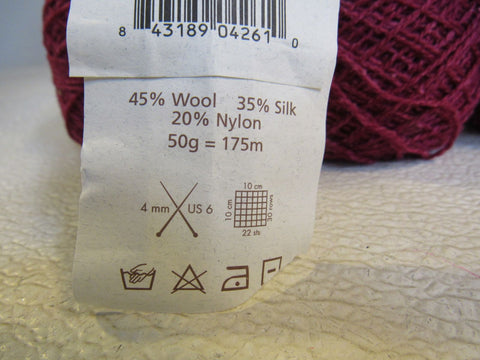 8 43189 04261 0
45% Wool 35% Silk
20% Nylon
50g = 175m
4 mm US 6
10 cm
10 cm
30 rows
22 sts